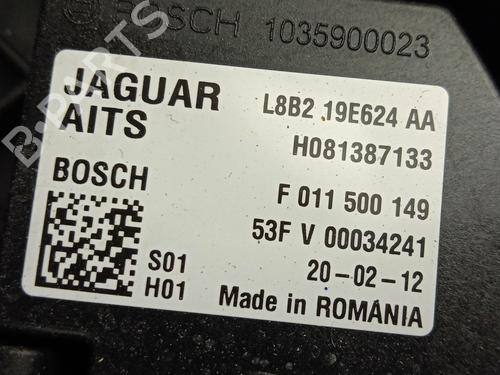 BOSCH 1035900023
JAGUAR L8B2 19E624 AA
AITS H081387133
BOSCH F 011 500 149
53F V 00034241
S01 20-02-12
H01 Made in ROMÂNIA
B-PARTS